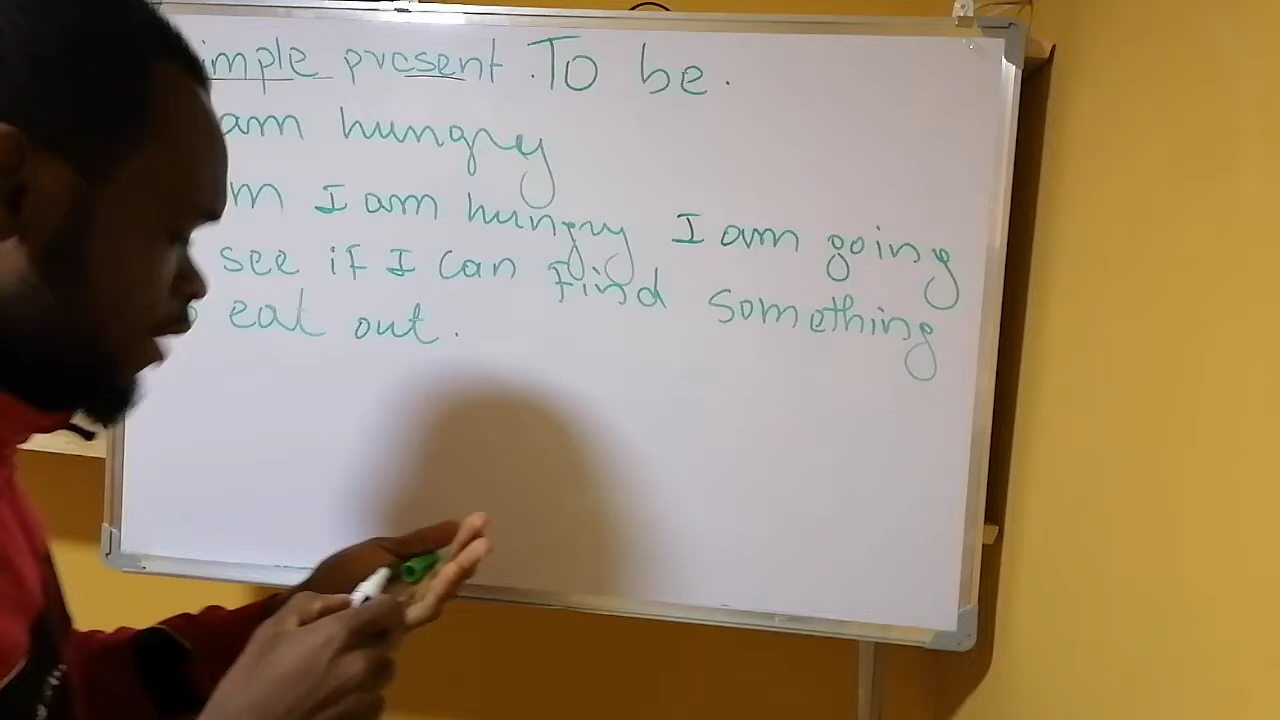 imple present. To be.
am hungry
m I am hungry I am going
see if I can find something
o eat out.